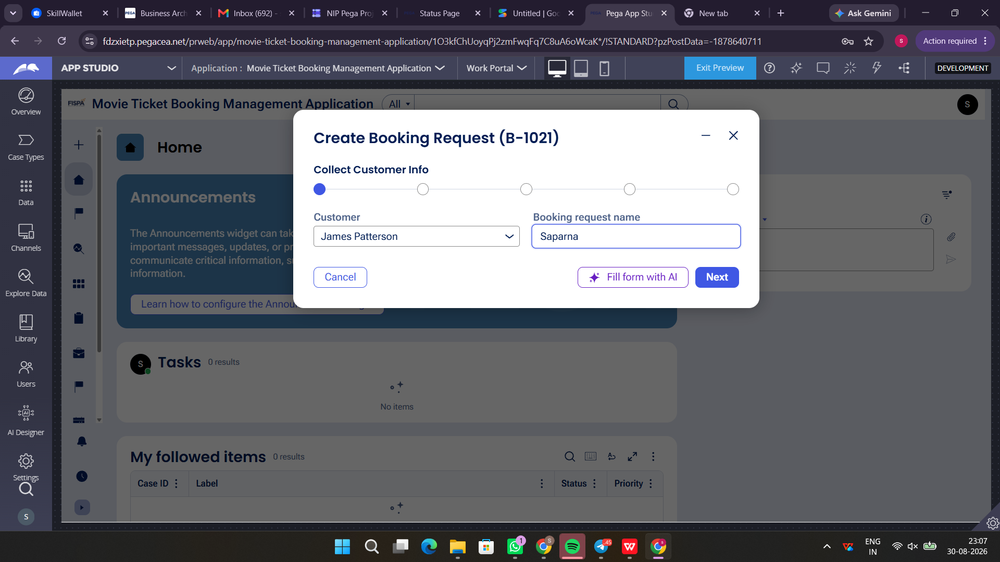 SkillWallet
PEGA Business Arch
Inbox (692) -
NIP Pega Proj
Status Page
Untitled | Goo
Pega App Stu
New tab
Ask Gemini
fdzxietp.pegacea.net/prweb/app/movie-ticket-booking-management-application/1O3kfChUoyqPj2zmFwqFq7C8uA6oWcaK*/!STANDARD?pzPostData=-1878640711
S
Action required
APP STUDIO
Application : Movie Ticket Booking Management Application
Work Portal
Exit Preview
DEVELOPMENT
Overview
Case Types
Data
Channels
Explore Data
Library
Users
AI
AI Designer
Settings
S
FISPA
Movie Ticket Booking Management Application
All
S
Home
Announcements
The Announcements widget can tak
important messages, updates, or pr
communicate critical information, s
information.
Learn how to configure the Annou
Create Booking Request (B-1021)
Collect Customer Info
Customer
Booking request name
James Patterson
Saparna
Cancel
Fill form with AI
Next
S
Tasks 0 results
No items
My followed items 0 results
Case ID
Label
Status
Priority
1
S
45
S
ENG
IN
23:07
30-08-2026